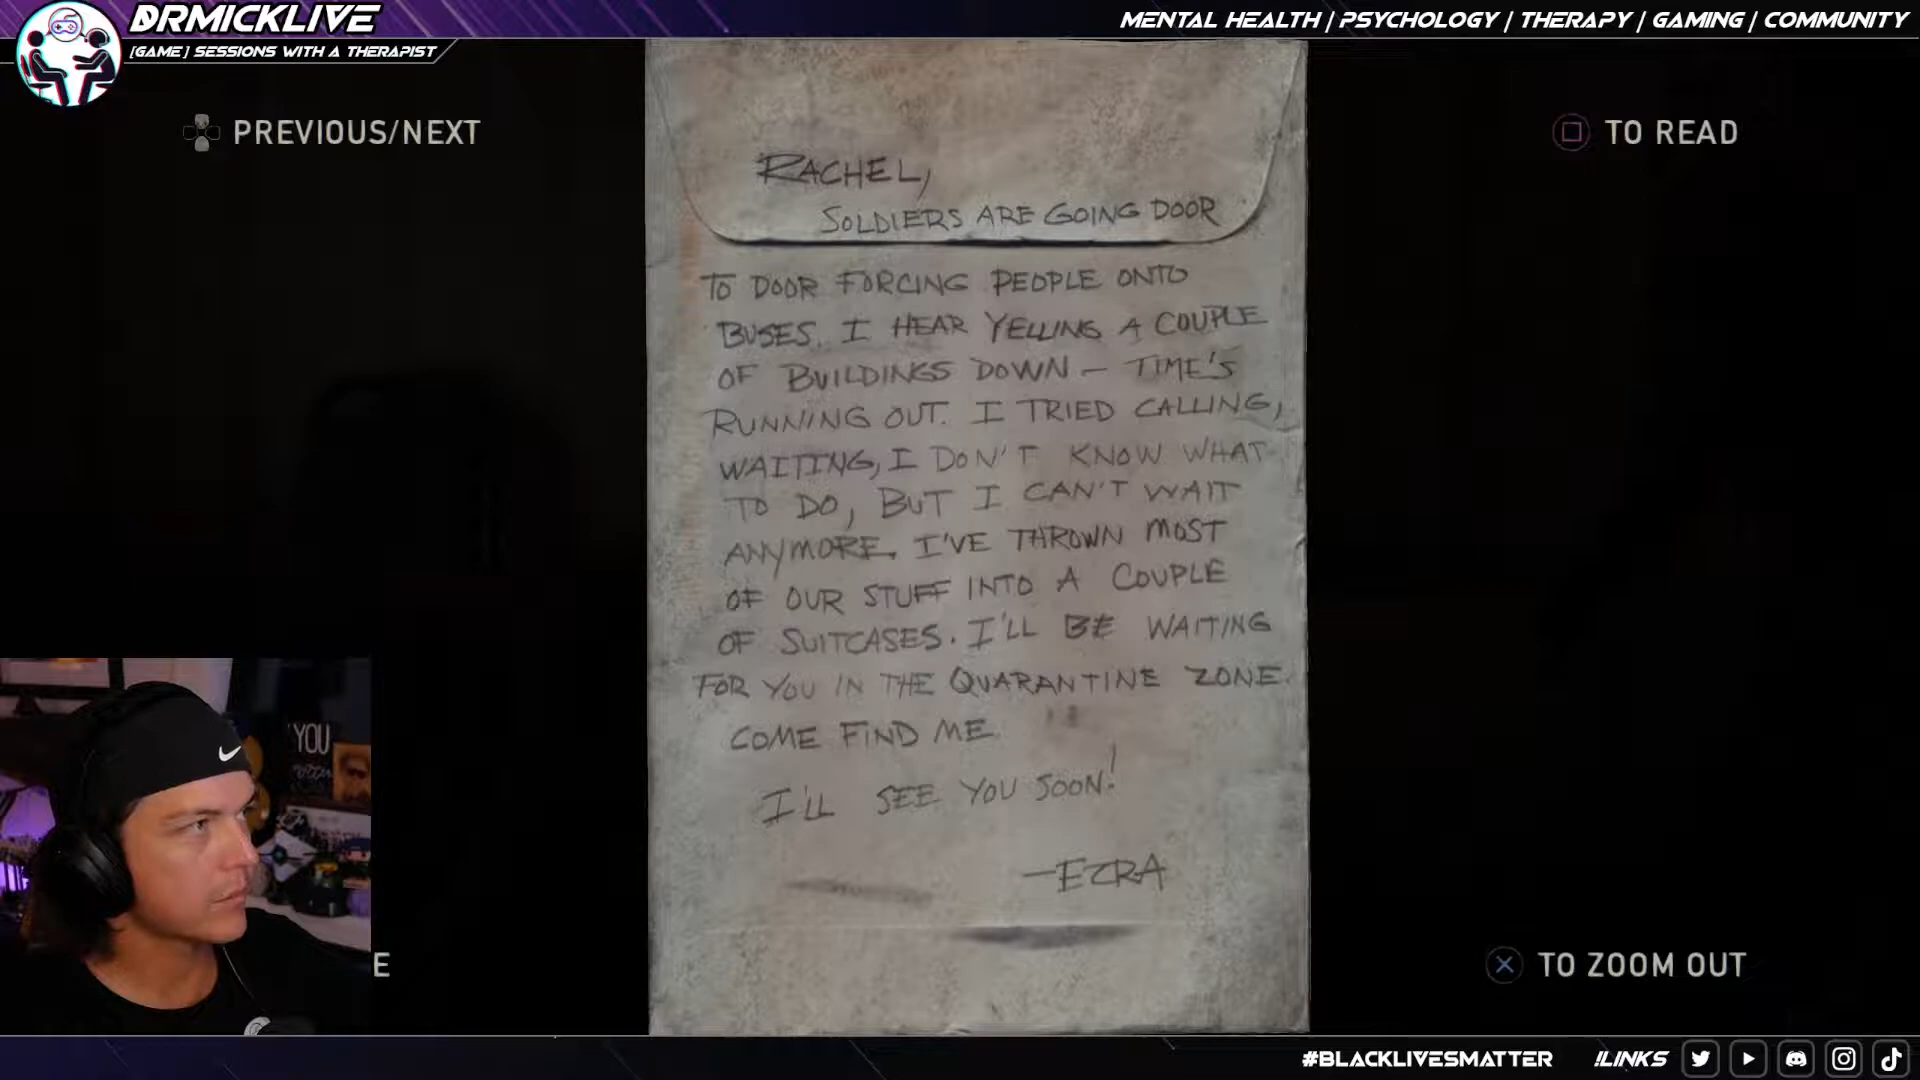 DRMICKLIVE
[GAME] SESSIONS WITH A THERAPIST
MENTAL HEALTH | PSYCHOLOGY | THERAPY | GAMING | COMMUNITY
PREVIOUS/NEXT
TO READ
RACHEL,
SOLDIERS ARE GOING DOOR
TO DOOR FORCING PEOPLE ONTO
BUSES. I HEAR YELLING A COUPLE
OF BUILDINGS DOWN — TIME'S
RUNNING OUT. I TRIED CALLING,
WAITING, I DON'T KNOW WHAT
TO DO, BUT I CAN'T WAIT
ANYMORE. I'VE THROWN MOST
OF OUR STUFF INTO A COUPLE
OF SUITCASES. I'LL BE WAITING
FOR YOU IN THE QUARANTINE ZONE.
COME FIND ME.
I'LL SEE YOU SOON!
—EZRA
YOU
E
TO ZOOM OUT
#BLACKLIVESMATTER
!LINKS